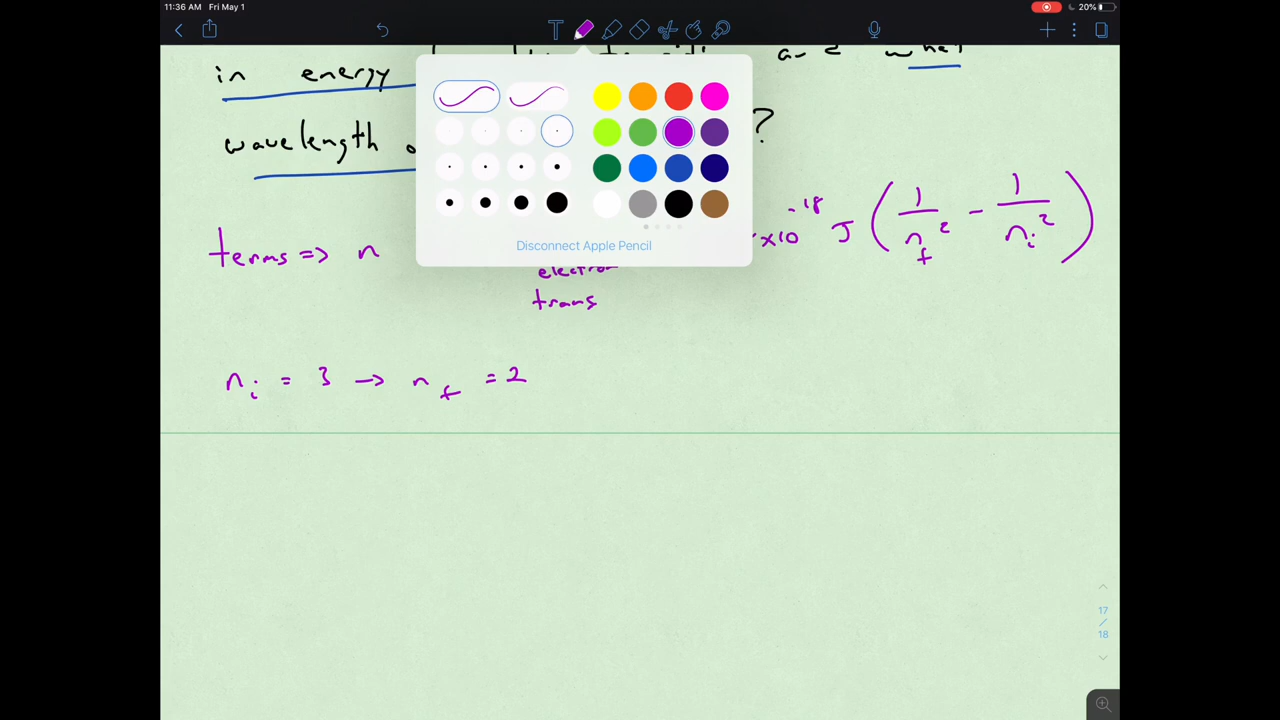 11:36 AM Fri May 1
20%
in energy
wavelength
?
Disconnect Apple Pencil
terms => n
x10^-18 J (1/n_f^2 - 1/n_i^2)
electron
trans
n_i = 3 → n_f = 2
17
/
18